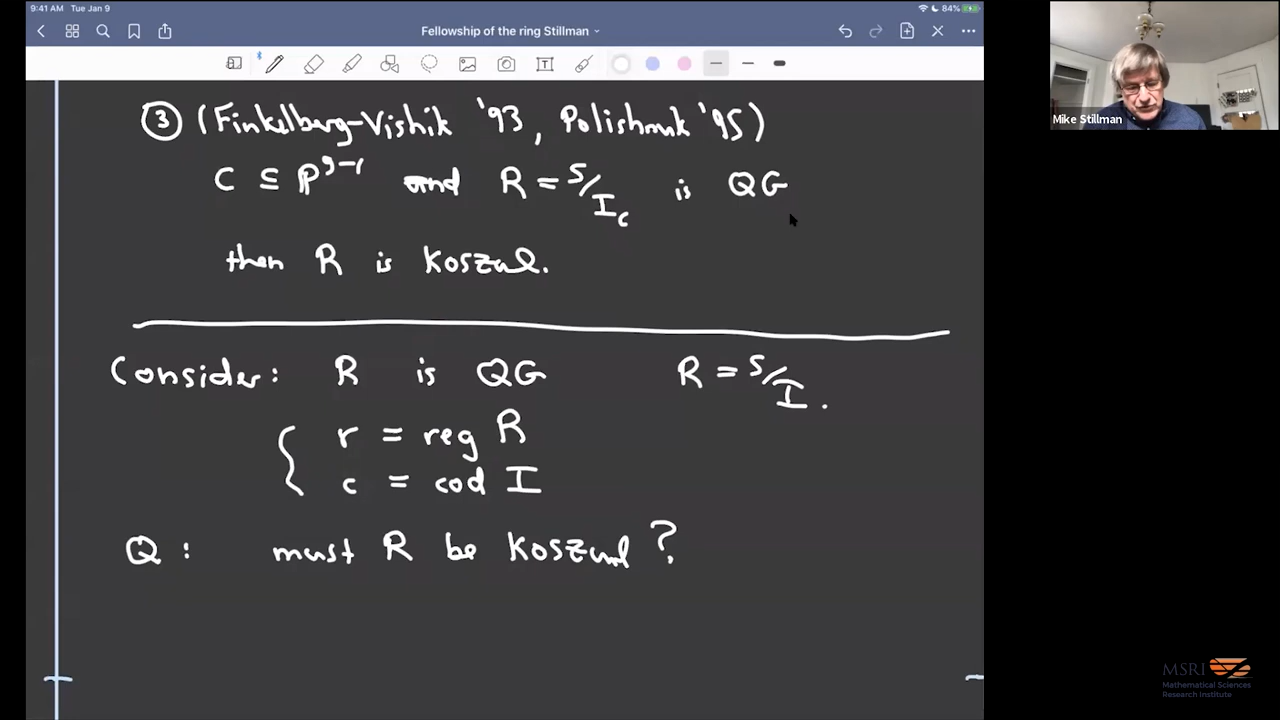 9:41 AM Tue Jan 9
84%
Fellowship of the ring Stillman
③ (Finkelberg-Vishik '93, Polishchuk '95)
C ⊆ P^{g-1} and R = S/I_C is QG
then R is Koszul.
Consider: R is QG R = S/I.
{ r = reg R
c = cod I
Q: must R be Koszul?
Mike Stillman
MSRI
Mathematical Sciences
Research Institute